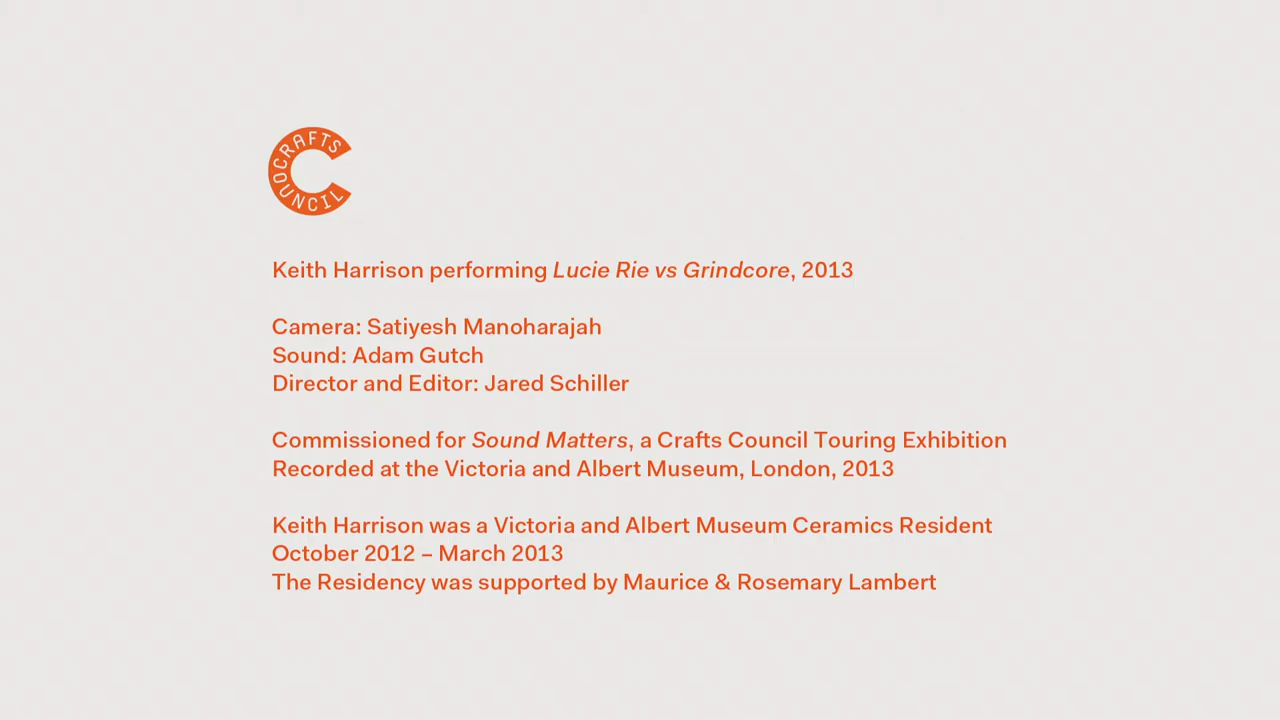 CRAFTS
COUNCIL
Keith Harrison performing Lucie Rie vs Grindcore, 2013
Camera: Satiyesh Manoharajah
Sound: Adam Gutch
Director and Editor: Jared Schiller
Commissioned for Sound Matters, a Crafts Council Touring Exhibition
Recorded at the Victoria and Albert Museum, London, 2013
Keith Harrison was a Victoria and Albert Museum Ceramics Resident
October 2012 – March 2013
The Residency was supported by Maurice & Rosemary Lambert